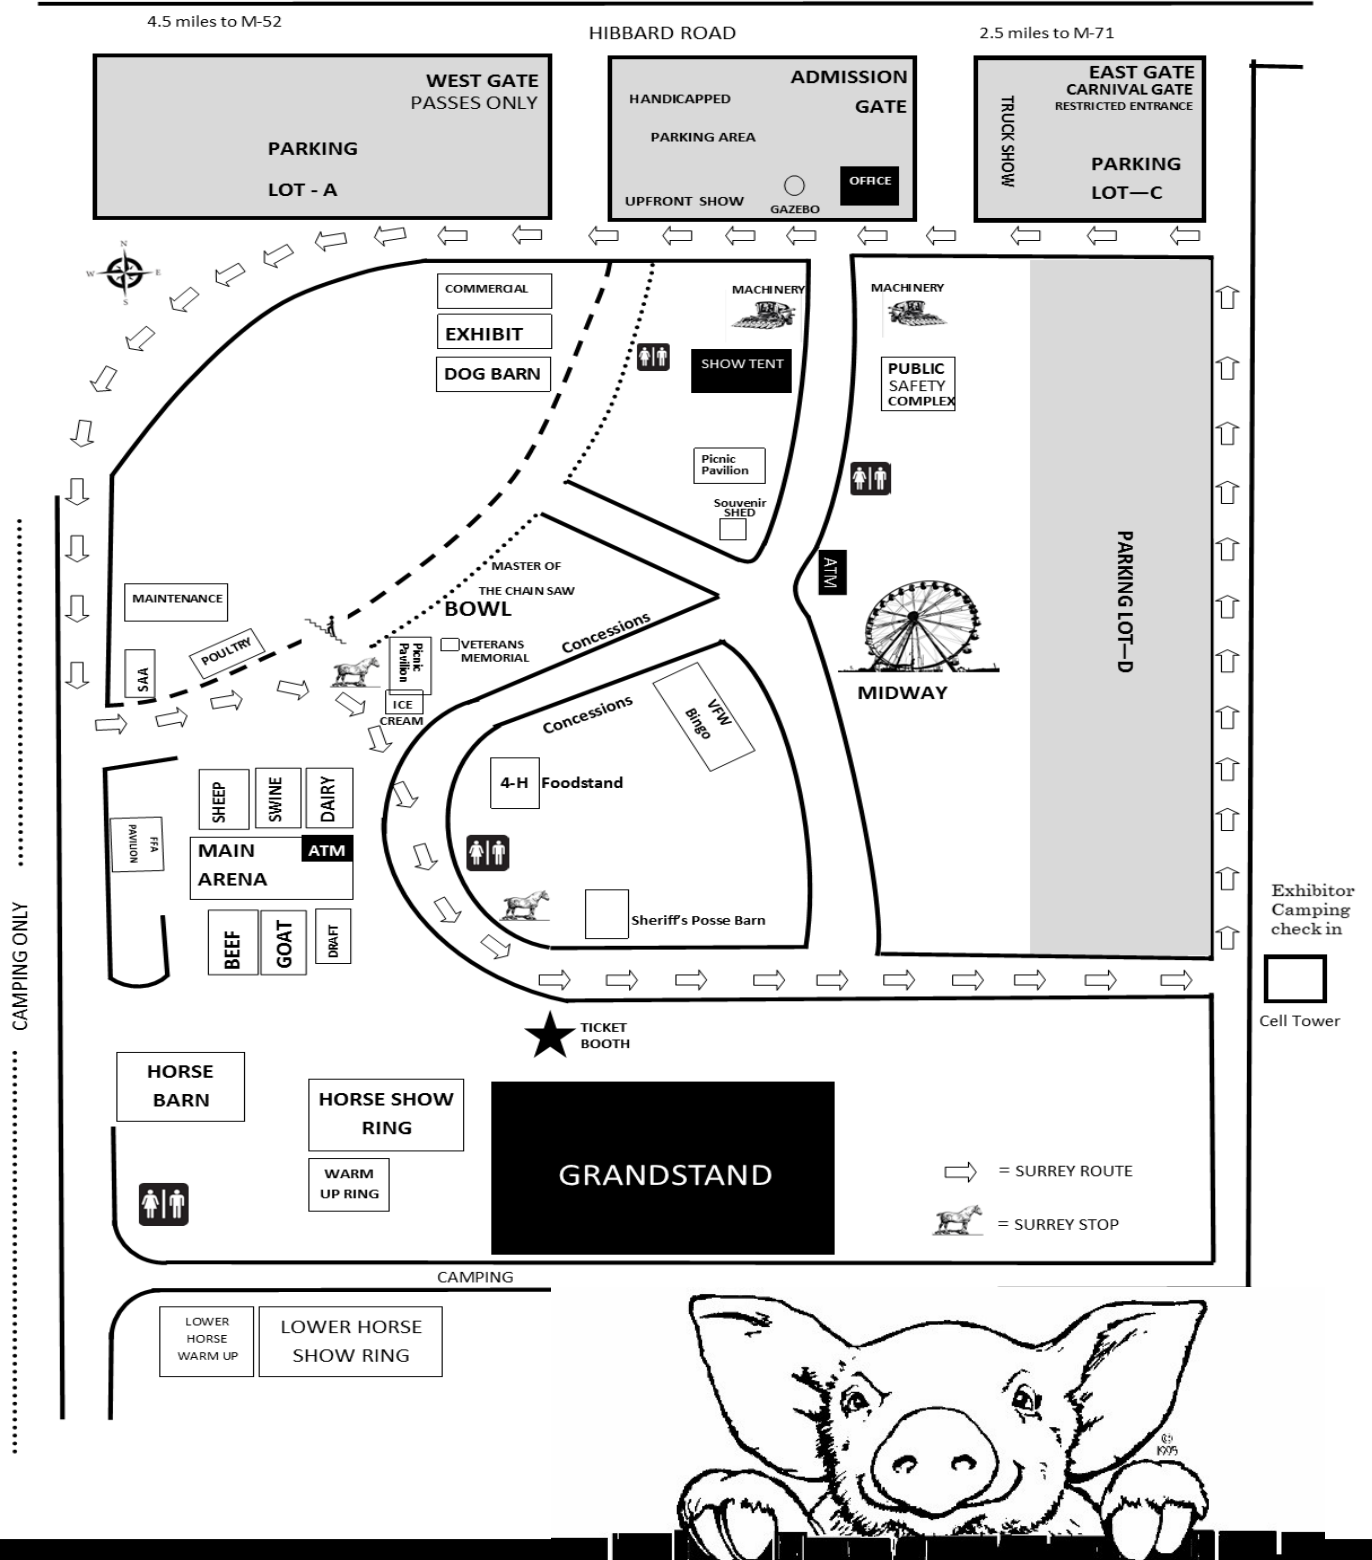 4.5 miles to M-52
HIBBARD ROAD
2.5 miles to M-71
WEST GATE
PASSES ONLY
PARKING
LOT - A
ADMISSION
GATE
HANDICAPPED
PARKING AREA
UPFRONT SHOW
GAZEBO
OFFICE
EAST GATE
CARNIVAL GATE
RESTRICTED ENTRANCE
TRUCK SHOW
PARKING
LOT—C
N
W E
S
COMMERCIAL
EXHIBIT
DOG BARN
MACHINERY
SHOW TENT
Picnic
Pavilion
Souvenir
SHED
MACHINERY
PUBLIC
SAFETY
COMPLEX
ATM
MIDWAY
PARKING LOT—D
MAINTENANCE
SAA
POULTRY
MASTER OF
THE CHAIN SAW
BOWL
VETERANS
MEMORIAL
Picnic
Pavilion
ICE
CREAM
Concessions
Concessions
VFW
Bingo
4-H Foodstand
Sheriff's Posse Barn
SHEEP
SWINE
DAIRY
FFA
PAVILION
MAIN
ARENA
ATM
BEEF
GOAT
DRAFT
CAMPING ONLY
Exhibitor
Camping
check in
Cell Tower
TICKET
BOOTH
HORSE
BARN
HORSE SHOW
RING
WARM
UP RING
GRANDSTAND
= SURREY ROUTE
= SURREY STOP
CAMPING
LOWER
HORSE
WARM UP
LOWER HORSE
SHOW RING
©
1995